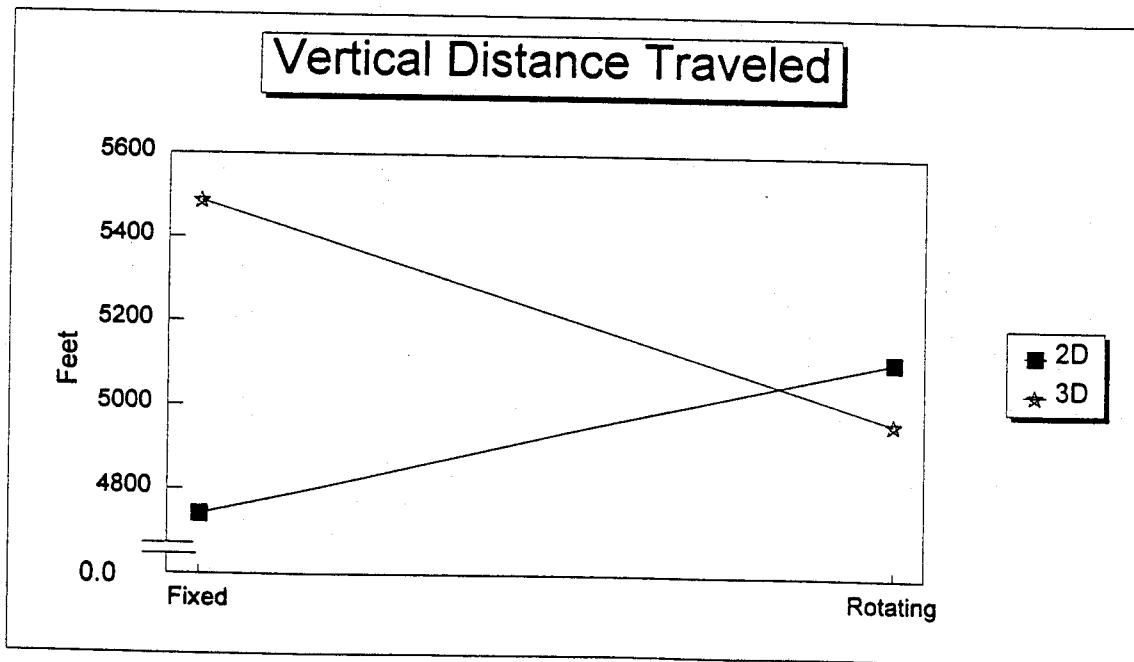 Vertical Distance Traveled
5600
5400
5200
5000
4800
0.0
Feet
Fixed
Rotating
2D
3D